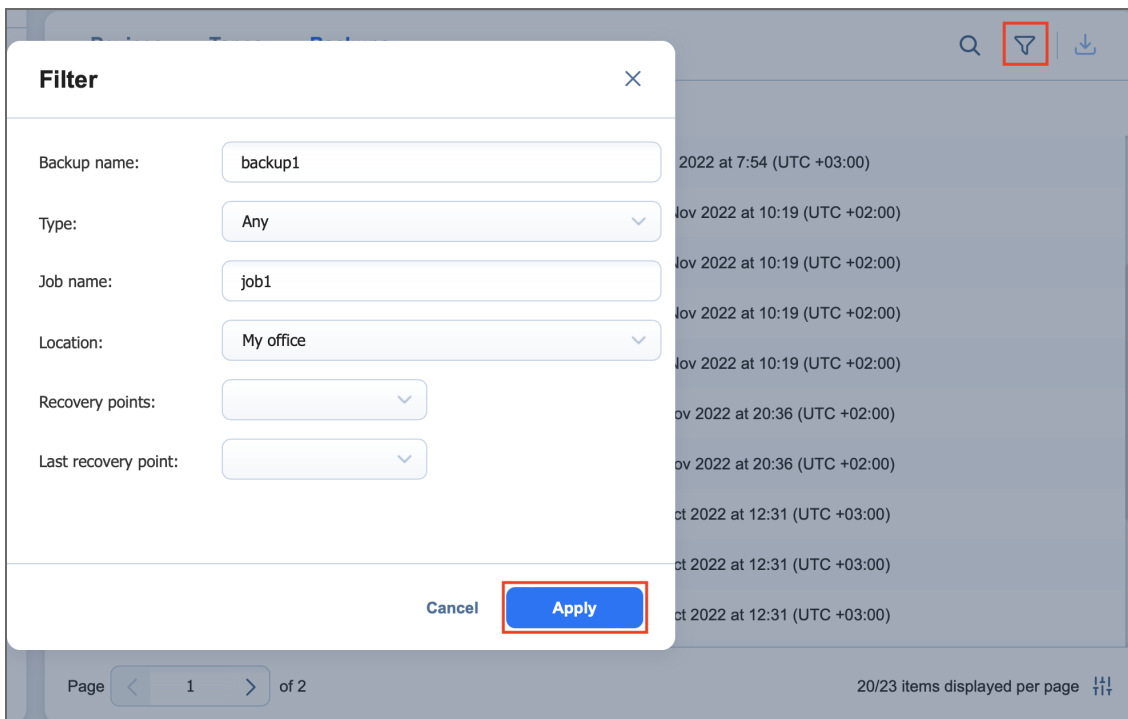 Filter
Backup name:
backup1
2022 at 7:54 (UTC +03:00)
Type:
Any
Nov 2022 at 10:19 (UTC +02:00)
Nov 2022 at 10:19 (UTC +02:00)
Job name:
job1
Nov 2022 at 10:19 (UTC +02:00)
Location:
My office
Nov 2022 at 10:19 (UTC +02:00)
Recovery points:
ov 2022 at 20:36 (UTC +02:00)
Last recovery point:
ov 2022 at 20:36 (UTC +02:00)
ct 2022 at 12:31 (UTC +03:00)
ct 2022 at 12:31 (UTC +03:00)
Cancel
Apply
ct 2022 at 12:31 (UTC +03:00)
Page 1 of 2
20/23 items displayed per page